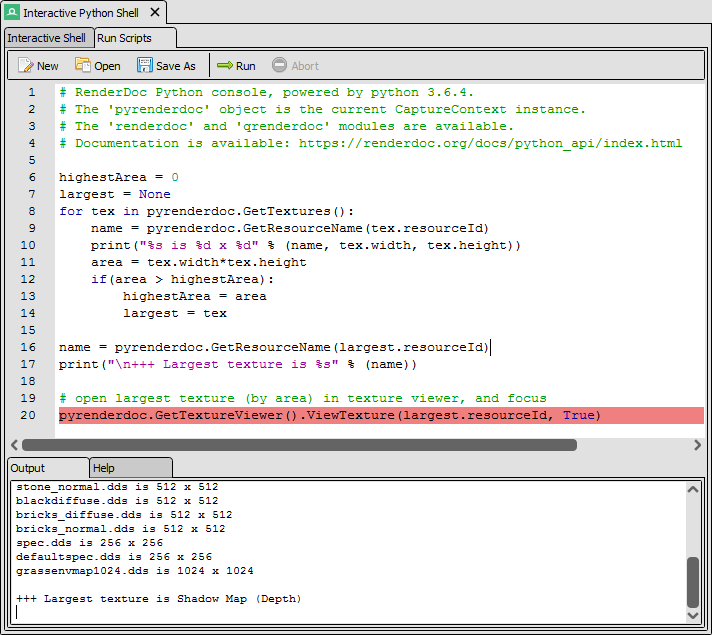 Interactive Python Shell
Interactive Shell
Run Scripts
New
Open
Save As
Run
Abort
1 # RenderDoc Python console, powered by python 3.6.4.
2 # The 'pyrenderdoc' object is the current CaptureContext instance.
3 # The 'renderdoc' and 'qrenderdoc' modules are available.
4 # Documentation is available: https://renderdoc.org/docs/python_api/index.html
5
6 highestArea = 0
7 largest = None
8 for tex in pyrenderdoc.GetTextures():
9     name = pyrenderdoc.GetResourceName(tex.resourceId)
10     print("%s is %d x %d" % (name, tex.width, tex.height))
11     area = tex.width*tex.height
12     if(area > highestArea):
13         highestArea = area
14         largest = tex
15
16 name = pyrenderdoc.GetResourceName(largest.resourceId)
17 print("\n+++ Largest texture is %s" % (name))
18
19 # open largest texture (by area) in texture viewer, and focus
20 pyrenderdoc.GetTextureViewer().ViewTexture(largest.resourceId, True)
Output
Help
stone_normal.dds is 512 x 512
blackdiffuse.dds is 512 x 512
bricks_diffuse.dds is 512 x 512
bricks_normal.dds is 512 x 512
spec.dds is 256 x 256
defaultspec.dds is 256 x 256
grassenvmap1024.dds is 1024 x 1024
+++ Largest texture is Shadow Map (Depth)